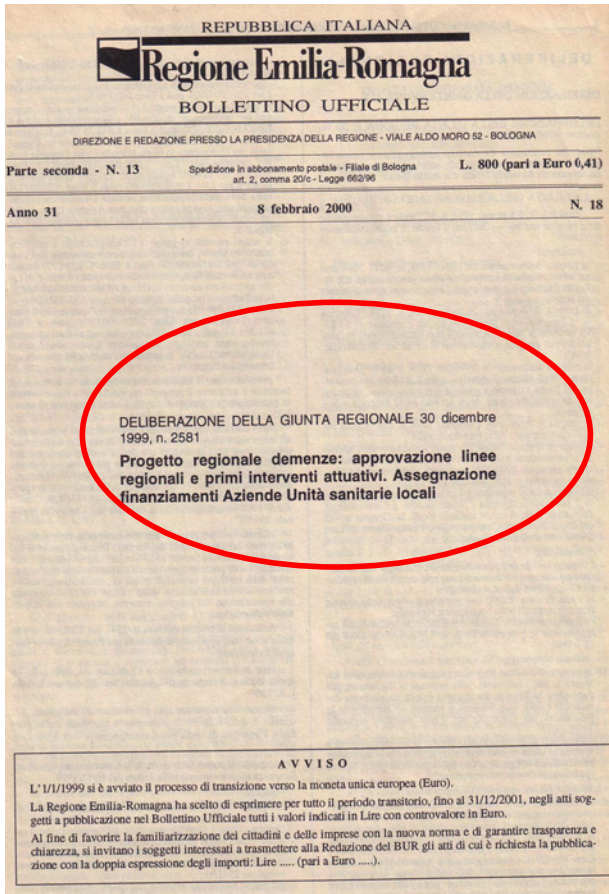 REPUBBLICA ITALIANA
Regione Emilia-Romagna
BOLLETTINO UFFICIALE
DIREZIONE E REDAZIONE PRESSO LA PRESIDENZA DELLA REGIONE - VIALE ALDO MORO 52 - BOLOGNA
Parte seconda - N. 13
Spedizione in abbonamento postale - Filiale di Bologna
art. 2, comma 20/c - Legge 662/96
L. 800 (pari a Euro 0,41)
Anno 31
8 febbraio 2000
N. 18
DELIBERAZIONE DELLA GIUNTA REGIONALE 30 dicembre
1999, n. 2581
Progetto regionale demenze: approvazione linee
regionali e primi interventi attuativi. Assegnazione
finanziamenti Aziende Unità sanitarie locali
AVVISO
L'1/1/1999 si è avviato il processo di transizione verso la moneta unica europea (Euro).
La Regione Emilia-Romagna ha scelto di esprimere per tutto il periodo transitorio, fino al 31/12/2001, negli atti sog-
getti a pubblicazione nel Bollettino Ufficiale tutti i valori indicati in Lire con controvalore in Euro.
Al fine di favorire la familiarizzazione dei cittadini e delle imprese con la nuova norma e di garantire trasparenza e
chiarezza, si invitano i soggetti interessati a trasmettere alla Redazione del BUR gli atti di cui è richiesta la pubblica-
zione con la doppia espressione degli importi: Lire ..... (pari a Euro .....).